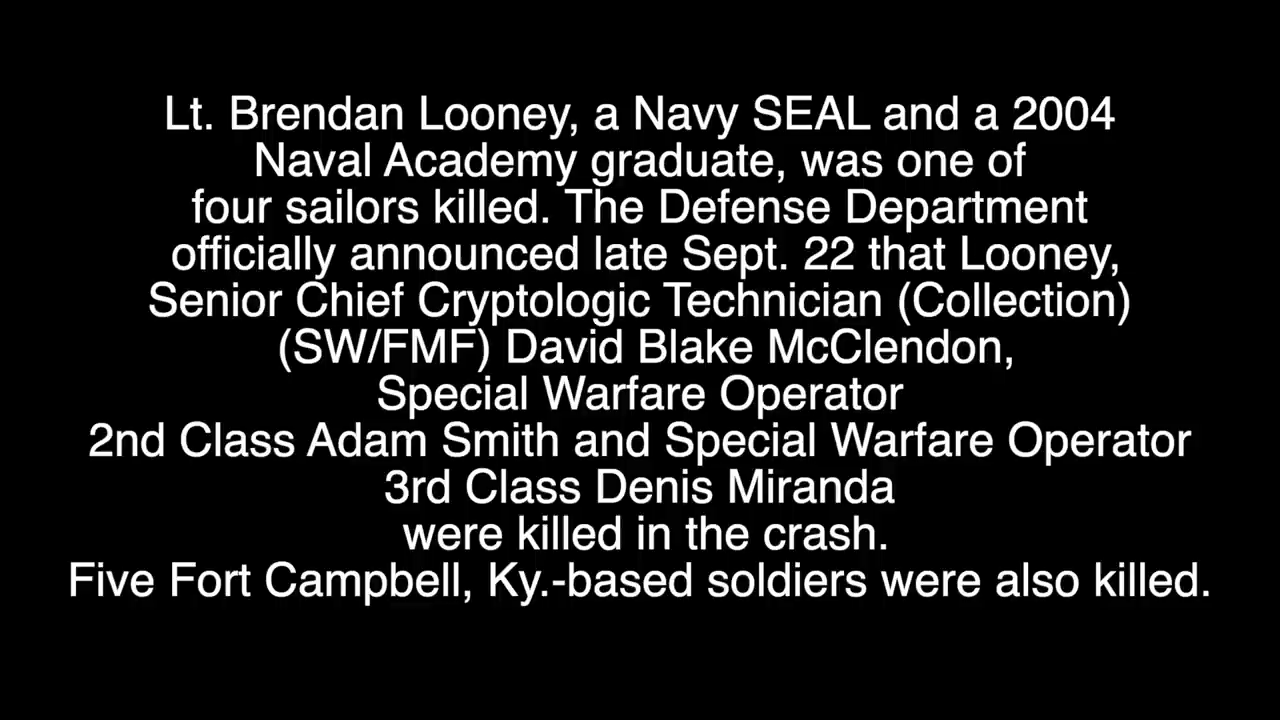 Lt. Brendan Looney, a Navy SEAL and a 2004
Naval Academy graduate, was one of
four sailors killed. The Defense Department
officially announced late Sept. 22 that Looney,
Senior Chief Cryptologic Technician (Collection)
(SW/FMF) David Blake McClendon,
Special Warfare Operator
2nd Class Adam Smith and Special Warfare Operator
3rd Class Denis Miranda
were killed in the crash.
Five Fort Campbell, Ky.-based soldiers were also killed.